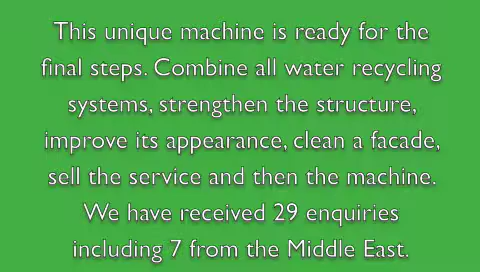 This unique machine is ready for the
final steps. Combine all water recycling
systems, strengthen the structure,
improve its appearance, clean a facade,
sell the service and then the machine.
We have received 29 enquiries
including 7 from the Middle East.